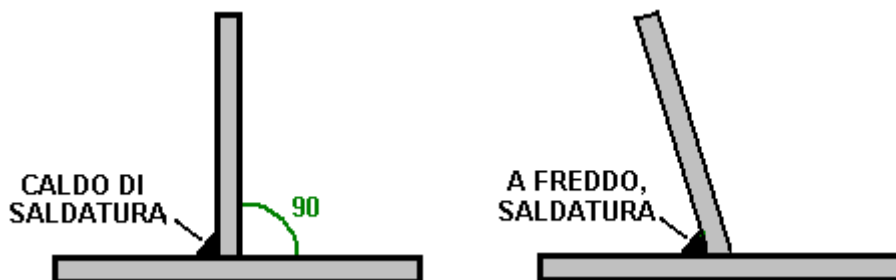 CALDO DI
SALDATURA
90
A FREDDO,
SALDATURA